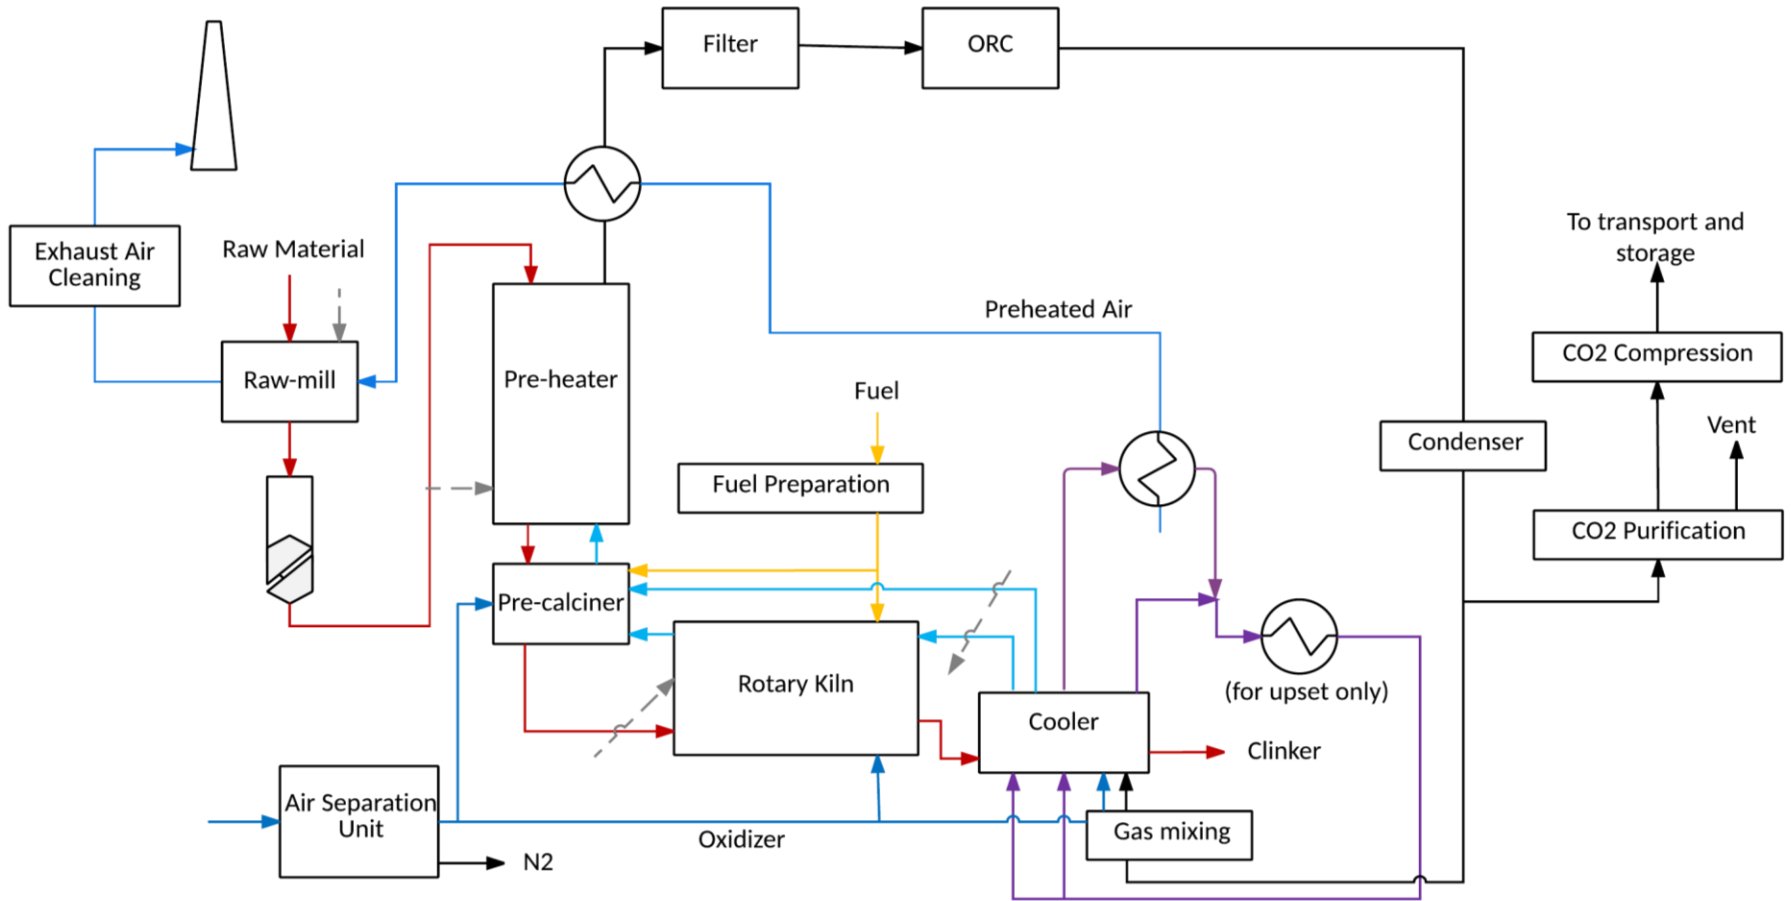 Filter
ORC
Exhaust Air
Cleaning
Raw Material
To transport and
storage
Preheated Air
CO2 Compression
Raw-mill
Pre-heater
Fuel
Vent
Condenser
Fuel Preparation
CO2 Purification
Pre-calciner
Rotary Kiln
(for upset only)
Cooler
Clinker
Air Separation
Unit
Oxidizer
Gas mixing
N2